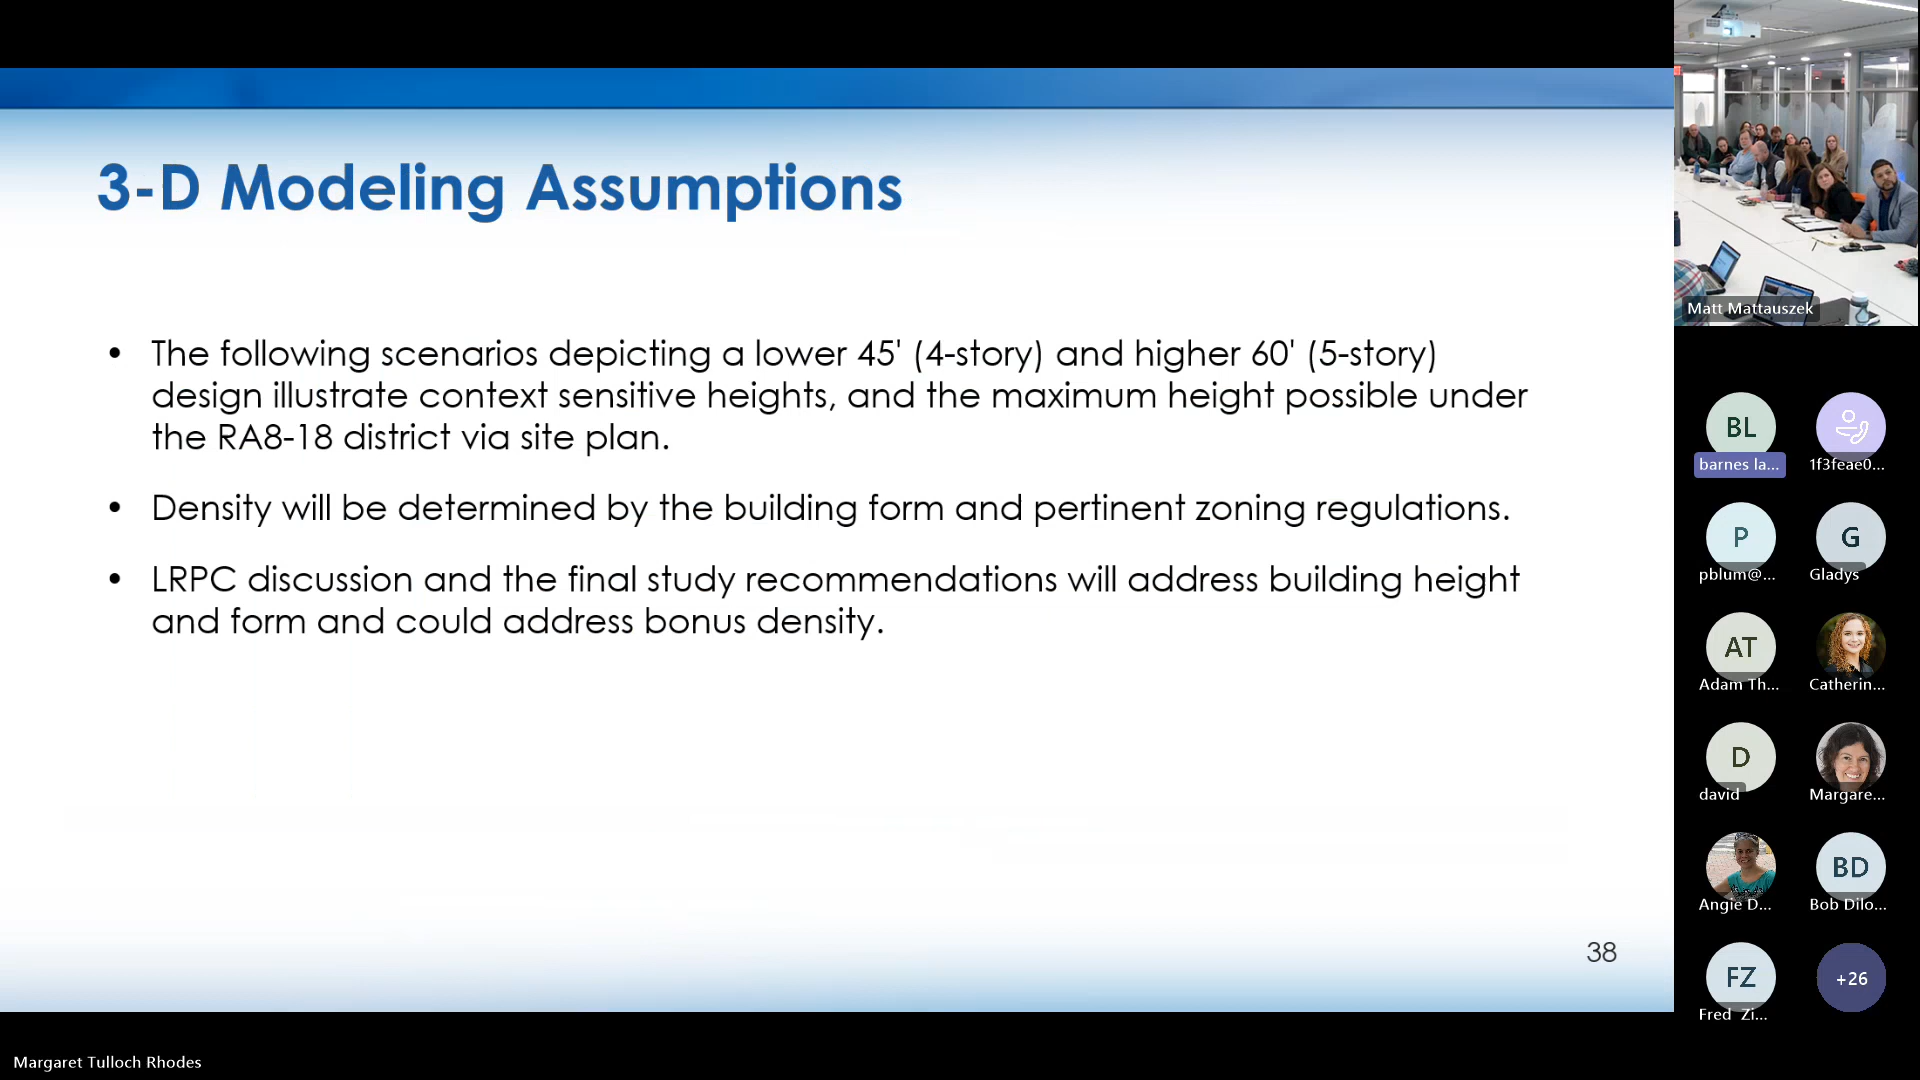 3-D Modeling Assumptions
• The following scenarios depicting a lower 45' (4-story) and higher 60' (5-story)
design illustrate context sensitive heights, and the maximum height possible under
the RA8-18 district via site plan.
• Density will be determined by the building form and pertinent zoning regulations.
• LRPC discussion and the final study recommendations will address building height
and form and could address bonus density.
38
Matt Mattauszek
BL
barnes la...
1f3feae0...
P
pblum@...
G
Gladys
AT
Adam Th...
Catherin...
D
david
Margare...
Angie D...
BD
Bob Dilo...
FZ
Fred Zi...
+26
Margaret Tulloch Rhodes